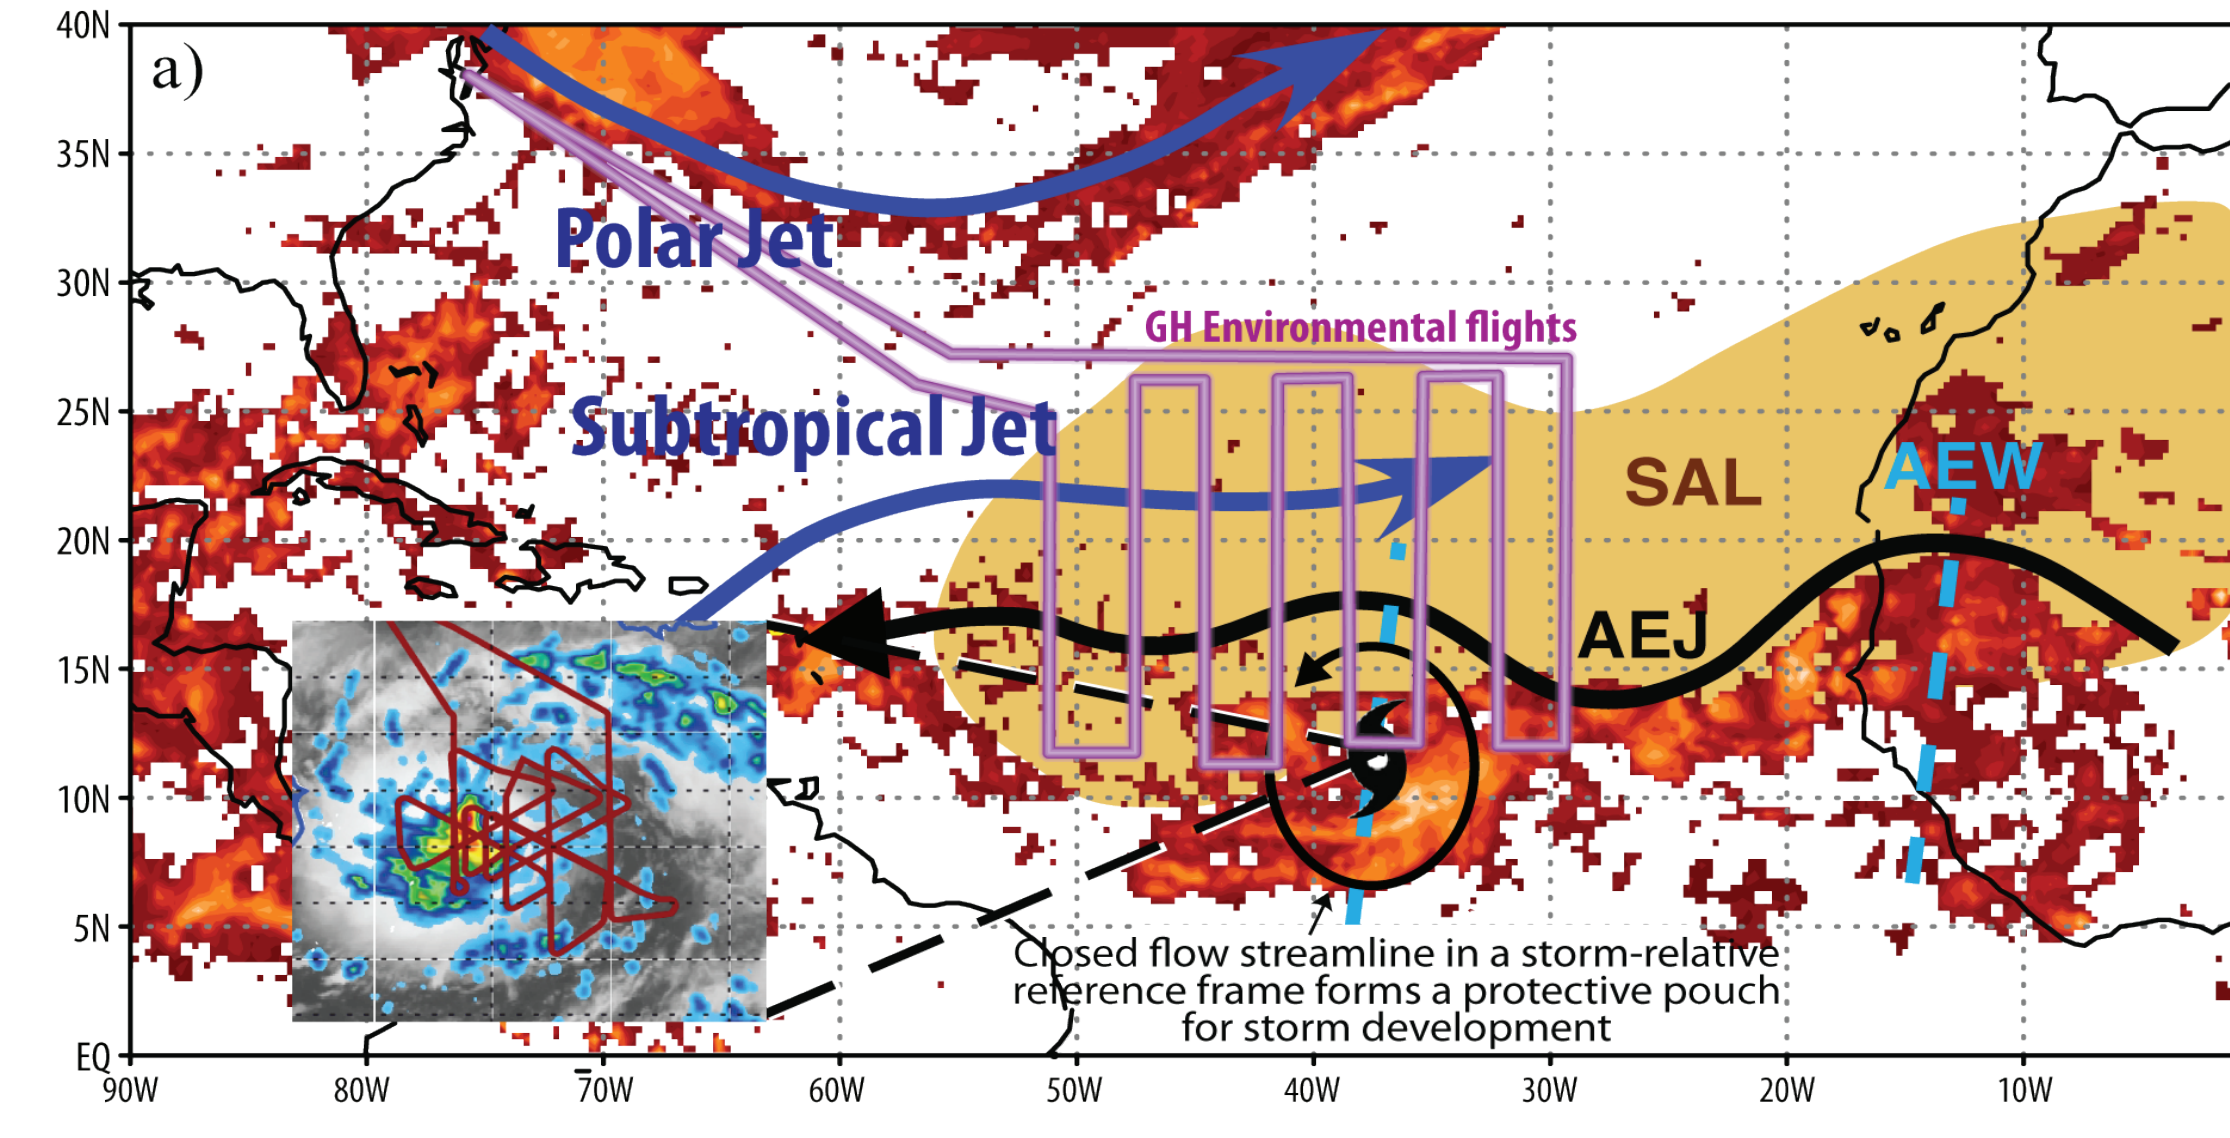 a)
40N
35N
30N
25N
20N
15N
10N
5N
EQ
Polar Jet
GH Environmental flights
Subtropical Jet
SAL
AEW
AEJ
Closed flow streamline in a storm-relative
reference frame forms a protective pouch
for storm development
90W 80W 70W 60W 50W 40W 30W 20W 10W